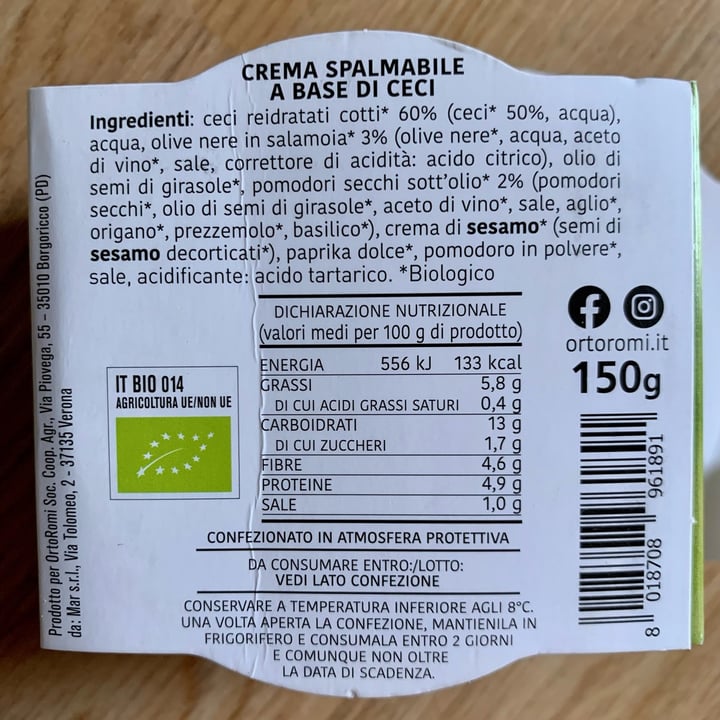 CREMA SPALMABILE
A BASE DI CECI
Ingredienti: ceci reidratati cotti* 60% (ceci* 50%, acqua),
acqua, olive nere in salamoia* 3% (olive nere*, acqua, aceto
di vino*, sale, correttore di acidità: acido citrico), olio di
semi di girasole*, pomodori secchi sott'olio* 2% (pomodori
secchi*, olio di semi di girasole*, aceto di vino*, sale, aglio*,
origano*, prezzemolo*, basilico*), crema di sesamo* (semi di
sesamo decorticati*), paprika dolce*, pomodoro in polvere*,
sale, acidificante: acido tartarico. *Biologico
DICHIARAZIONE NUTRIZIONALE
(valori medi per 100 g di prodotto)
ENERGIA 556 kJ 133 kcal
GRASSI 5,8 g
DI CUI ACIDI GRASSI SATURI 0,4 g
CARBOIDRATI 13 g
DI CUI ZUCCHERI 1,7 g
FIBRE 4,6 g
PROTEINE 4,9 g
SALE 1,0 g
CONFEZIONATO IN ATMOSFERA PROTETTIVA
DA CONSUMARE ENTRO:/LOTTO:
VEDI LATO CONFEZIONE
CONSERVARE A TEMPERATURA INFERIORE AGLI 8°C.
UNA VOLTA APERTA LA CONFEZIONE, MANTIENILA IN
FRIGORIFERO E CONSUMALA ENTRO 2 GIORNI
E COMUNQUE NON OLTRE
LA DATA DI SCADENZA.
IT BIO 014
AGRICOLTURA UE/NON UE
ortoromi.it
150g
8 018708 961891
Prodotto per OrtoRomi Soc. Coop. Agr., Via Piovega, 55 - 35010 Borgoricco (PD)
da: Mar s.r.l., Via Tolomeo, 2 - 37135 Verona